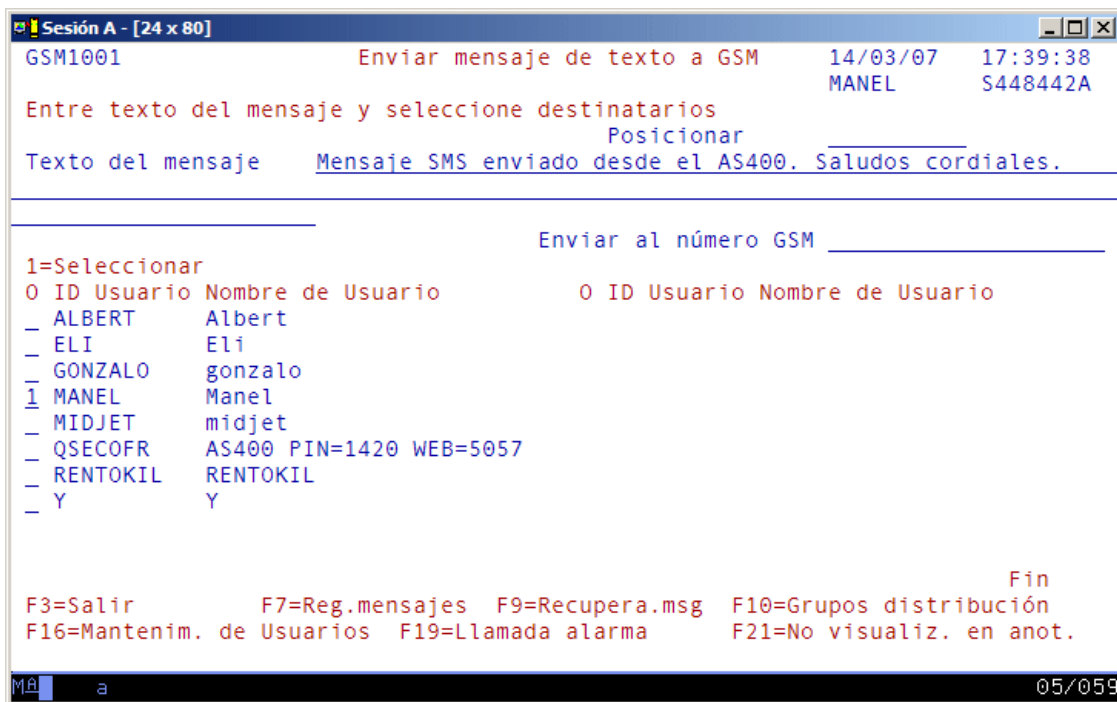 Sesión A - [24 x 80]
GSM1001 Enviar mensaje de texto a GSM 14/03/07 17:39:38
MANEL S448442A
Entre texto del mensaje y seleccione destinatarios
Posicionar
Texto del mensaje Mensaje SMS enviado desde el AS400. Saludos cordiales.
Enviar al número GSM
1=Seleccionar
O ID Usuario Nombre de Usuario O ID Usuario Nombre de Usuario
_ ALBERT Albert
_ ELI Eli
_ GONZALO gonzalo
1 MANEL Manel
_ MIDJET midjet
_ QSECOFR AS400 PIN=1420 WEB=5057
_ RENTOKIL RENTOKIL
_ Y Y
Fin
F3=Salir F7=Reg.mensajes F9=Recupera.msg F10=Grupos distribución
F16=Mantenim. de Usuarios F19=Llamada alarma F21=No visualiz. en anot.
MA a 05/059